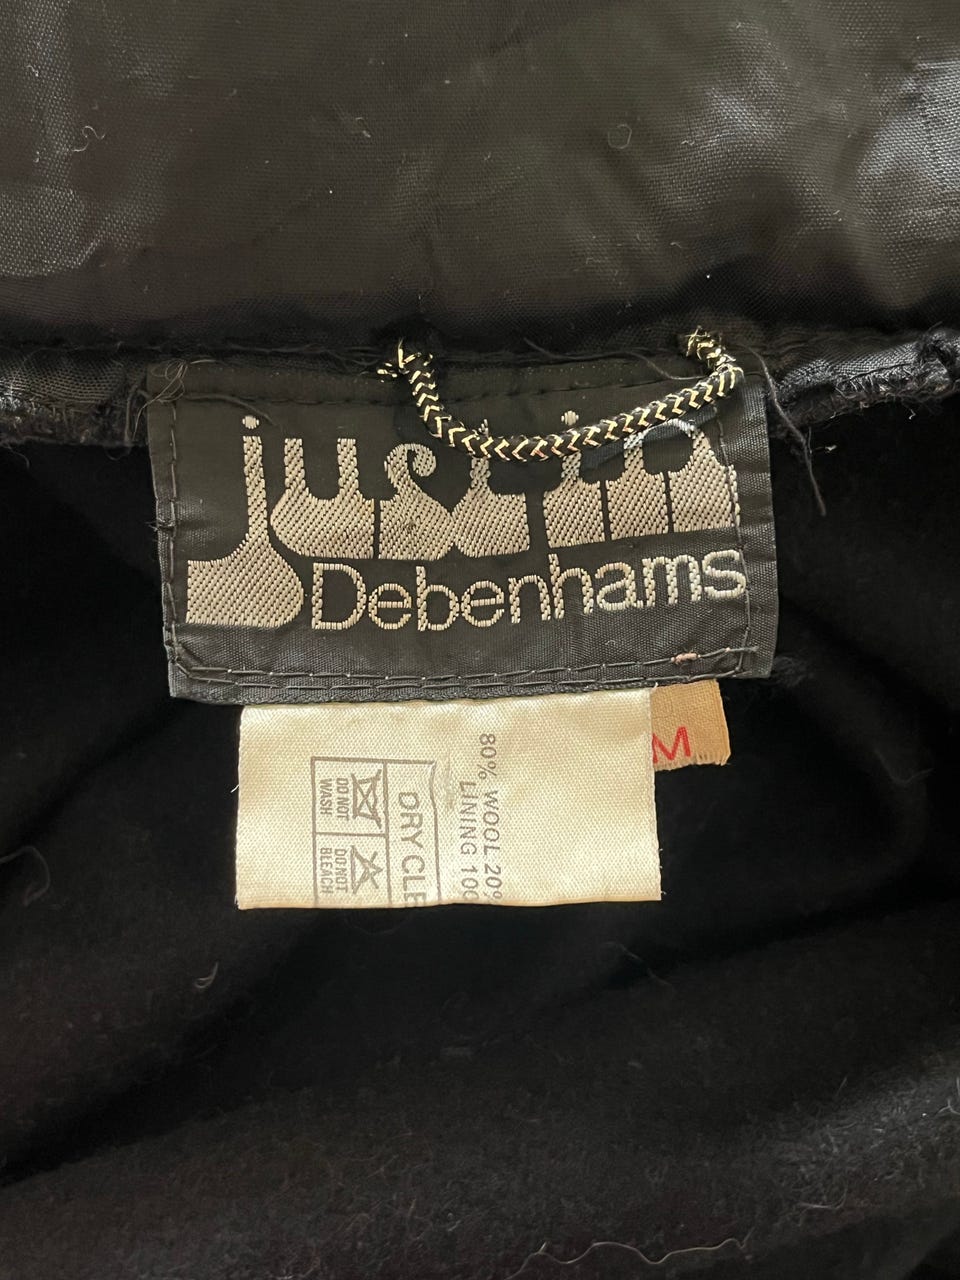 justin
Debenhams
M
80% WOOL 20%
LINING 100
DRY CLE
DO NOT
WASH
DO NOT
BLEACH